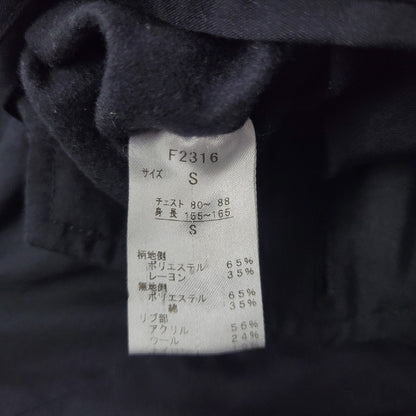 F2316
サイズ S
チェスト 80～ 88
身 長 155～165
S
柄地側
ポリエステル 65%
レーヨン 35%
無地側
ポリエステル 65%
綿 35%
リブ部
アクリル 56%
ウール 24%